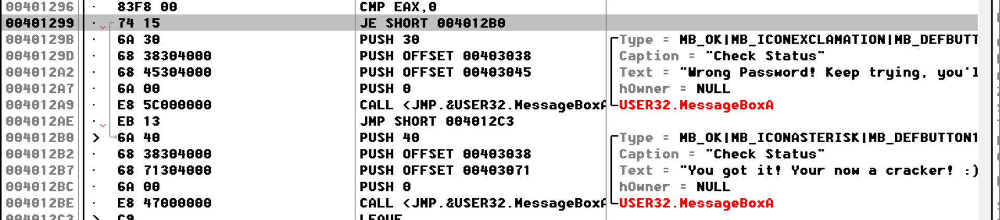 00401296 83F8 00 CMP EAX,0
00401299 74 15 JE SHORT 004012B0
0040129B 6A 30 PUSH 30 Type = MB_OK|MB_ICONEXCLAMATION|MB_DEFBUTT
0040129D 68 38304000 PUSH OFFSET 00403038 Caption = "Check Status"
004012A2 68 45304000 PUSH OFFSET 00403045 Text = "Wrong Password! Keep trying, you'l
004012A7 6A 00 PUSH 0 hOwner = NULL
004012A9 E8 5C000000 CALL <JMP.&USER32.MessageBoxA USER32.MessageBoxA
004012AE EB 13 JMP SHORT 004012C3
004012B0 > 6A 40 PUSH 40 Type = MB_OK|MB_ICONASTERISK|MB_DEFBUTTON1
004012B2 68 38304000 PUSH OFFSET 00403038 Caption = "Check Status"
004012B7 68 71304000 PUSH OFFSET 00403071 Text = "You got it! Your now a cracker! :)
004012BC 6A 00 PUSH 0 hOwner = NULL
004012BE E8 47000000 CALL <JMP.&USER32.MessageBoxA USER32.MessageBoxA
004012C3 > C9 LEAVE